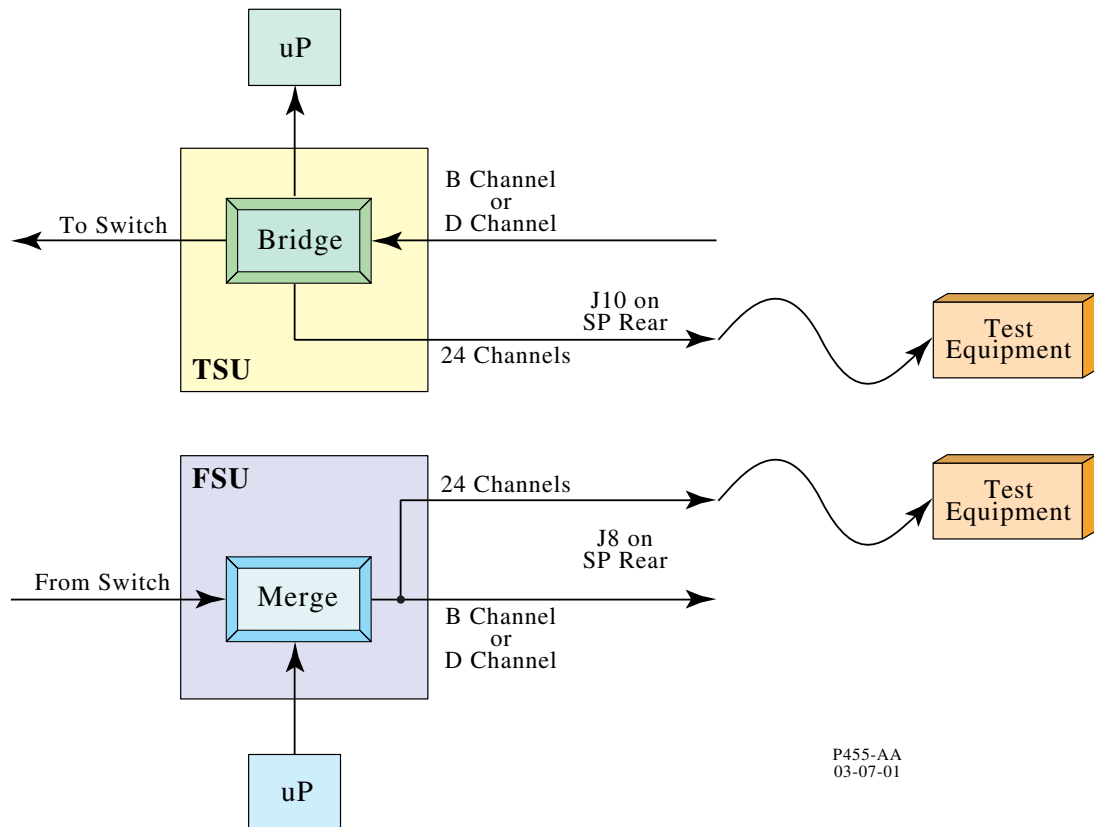 uP
B Channel
or
D Channel
To Switch
Bridge
J10 on
SP Rear
Test
Equipment
24 Channels
TSU
FSU
24 Channels
Test
Equipment
J8 on
SP Rear
From Switch
Merge
B Channel
or
D Channel
uP
P455-AA
03-07-01